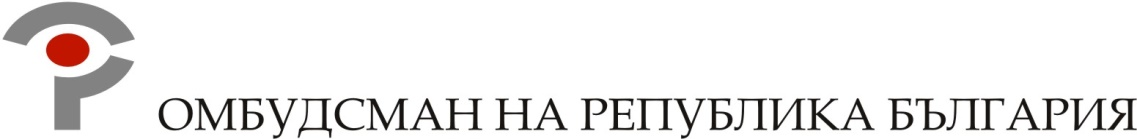 ОМБУДСМАН НА РЕПУБЛИКА БЪЛГАРИЯ